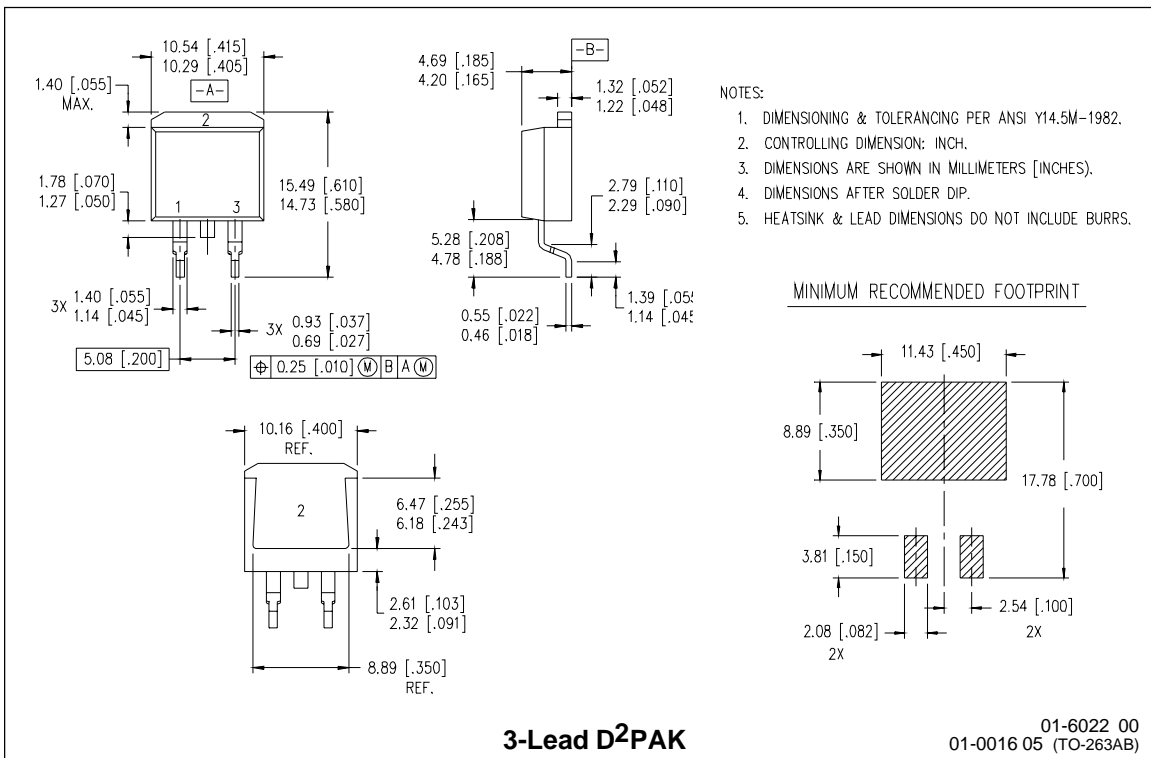 10.54 [.415]
10.29 [.405]
-A-
1.40 [.055]
MAX.
2
1.78 [.070]
1.27 [.050]
1
3
15.49 [.610]
14.73 [.580]
3X 1.40 [.055]
1.14 [.045]
3X 0.93 [.037]
0.69 [.027]
5.08 [.200]
⌖ 0.25 [.010] Ⓜ B A Ⓜ
-B-
4.69 [.185]
4.20 [.165]
1.32 [.052]
1.22 [.048]
2.79 [.110]
2.29 [.090]
5.28 [.208]
4.78 [.188]
0.55 [.022]
0.46 [.018]
1.39 [.055
1.14 [.045
NOTES:
1. DIMENSIONING & TOLERANCING PER ANSI Y14.5M-1982.
2. CONTROLLING DIMENSION: INCH.
3. DIMENSIONS ARE SHOWN IN MILLIMETERS [INCHES].
4. DIMENSIONS AFTER SOLDER DIP.
5. HEATSINK & LEAD DIMENSIONS DO NOT INCLUDE BURRS.
MINIMUM RECOMMENDED FOOTPRINT
11.43 [.450]
8.89 [.350]
17.78 [.700]
3.81 [.150]
2.54 [.100]
2X
2.08 [.082]
2X
10.16 [.400]
REF.
2
6.47 [.255]
6.18 [.243]
2.61 [.103]
2.32 [.091]
8.89 [.350]
REF.
3-Lead D²PAK
01-6022 00
01-0016 05 (TO-263AB)